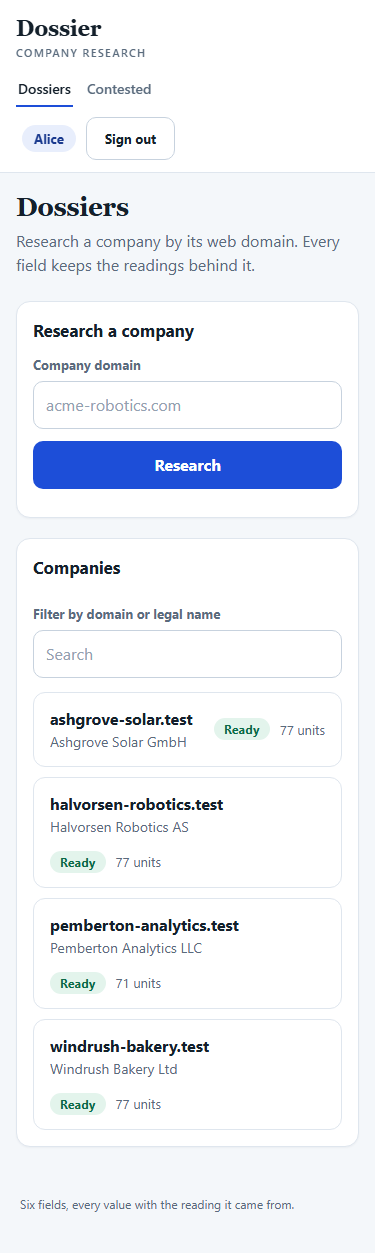 Dossier
COMPANY RESEARCH
Dossiers Contested
Alice Sign out
Dossiers
Research a company by its web domain. Every
field keeps the readings behind it.
Research a company
Company domain
acme-robotics.com
Research
Companies
Filter by domain or legal name
Search
ashgrove-solar.test
Ashgrove Solar GmbH
Ready 77 units
halvorsen-robotics.test
Halvorsen Robotics AS
Ready 77 units
pemberton-analytics.test
Pemberton Analytics LLC
Ready 71 units
windrush-bakery.test
Windrush Bakery Ltd
Ready 77 units
Six fields, every value with the reading it came from.